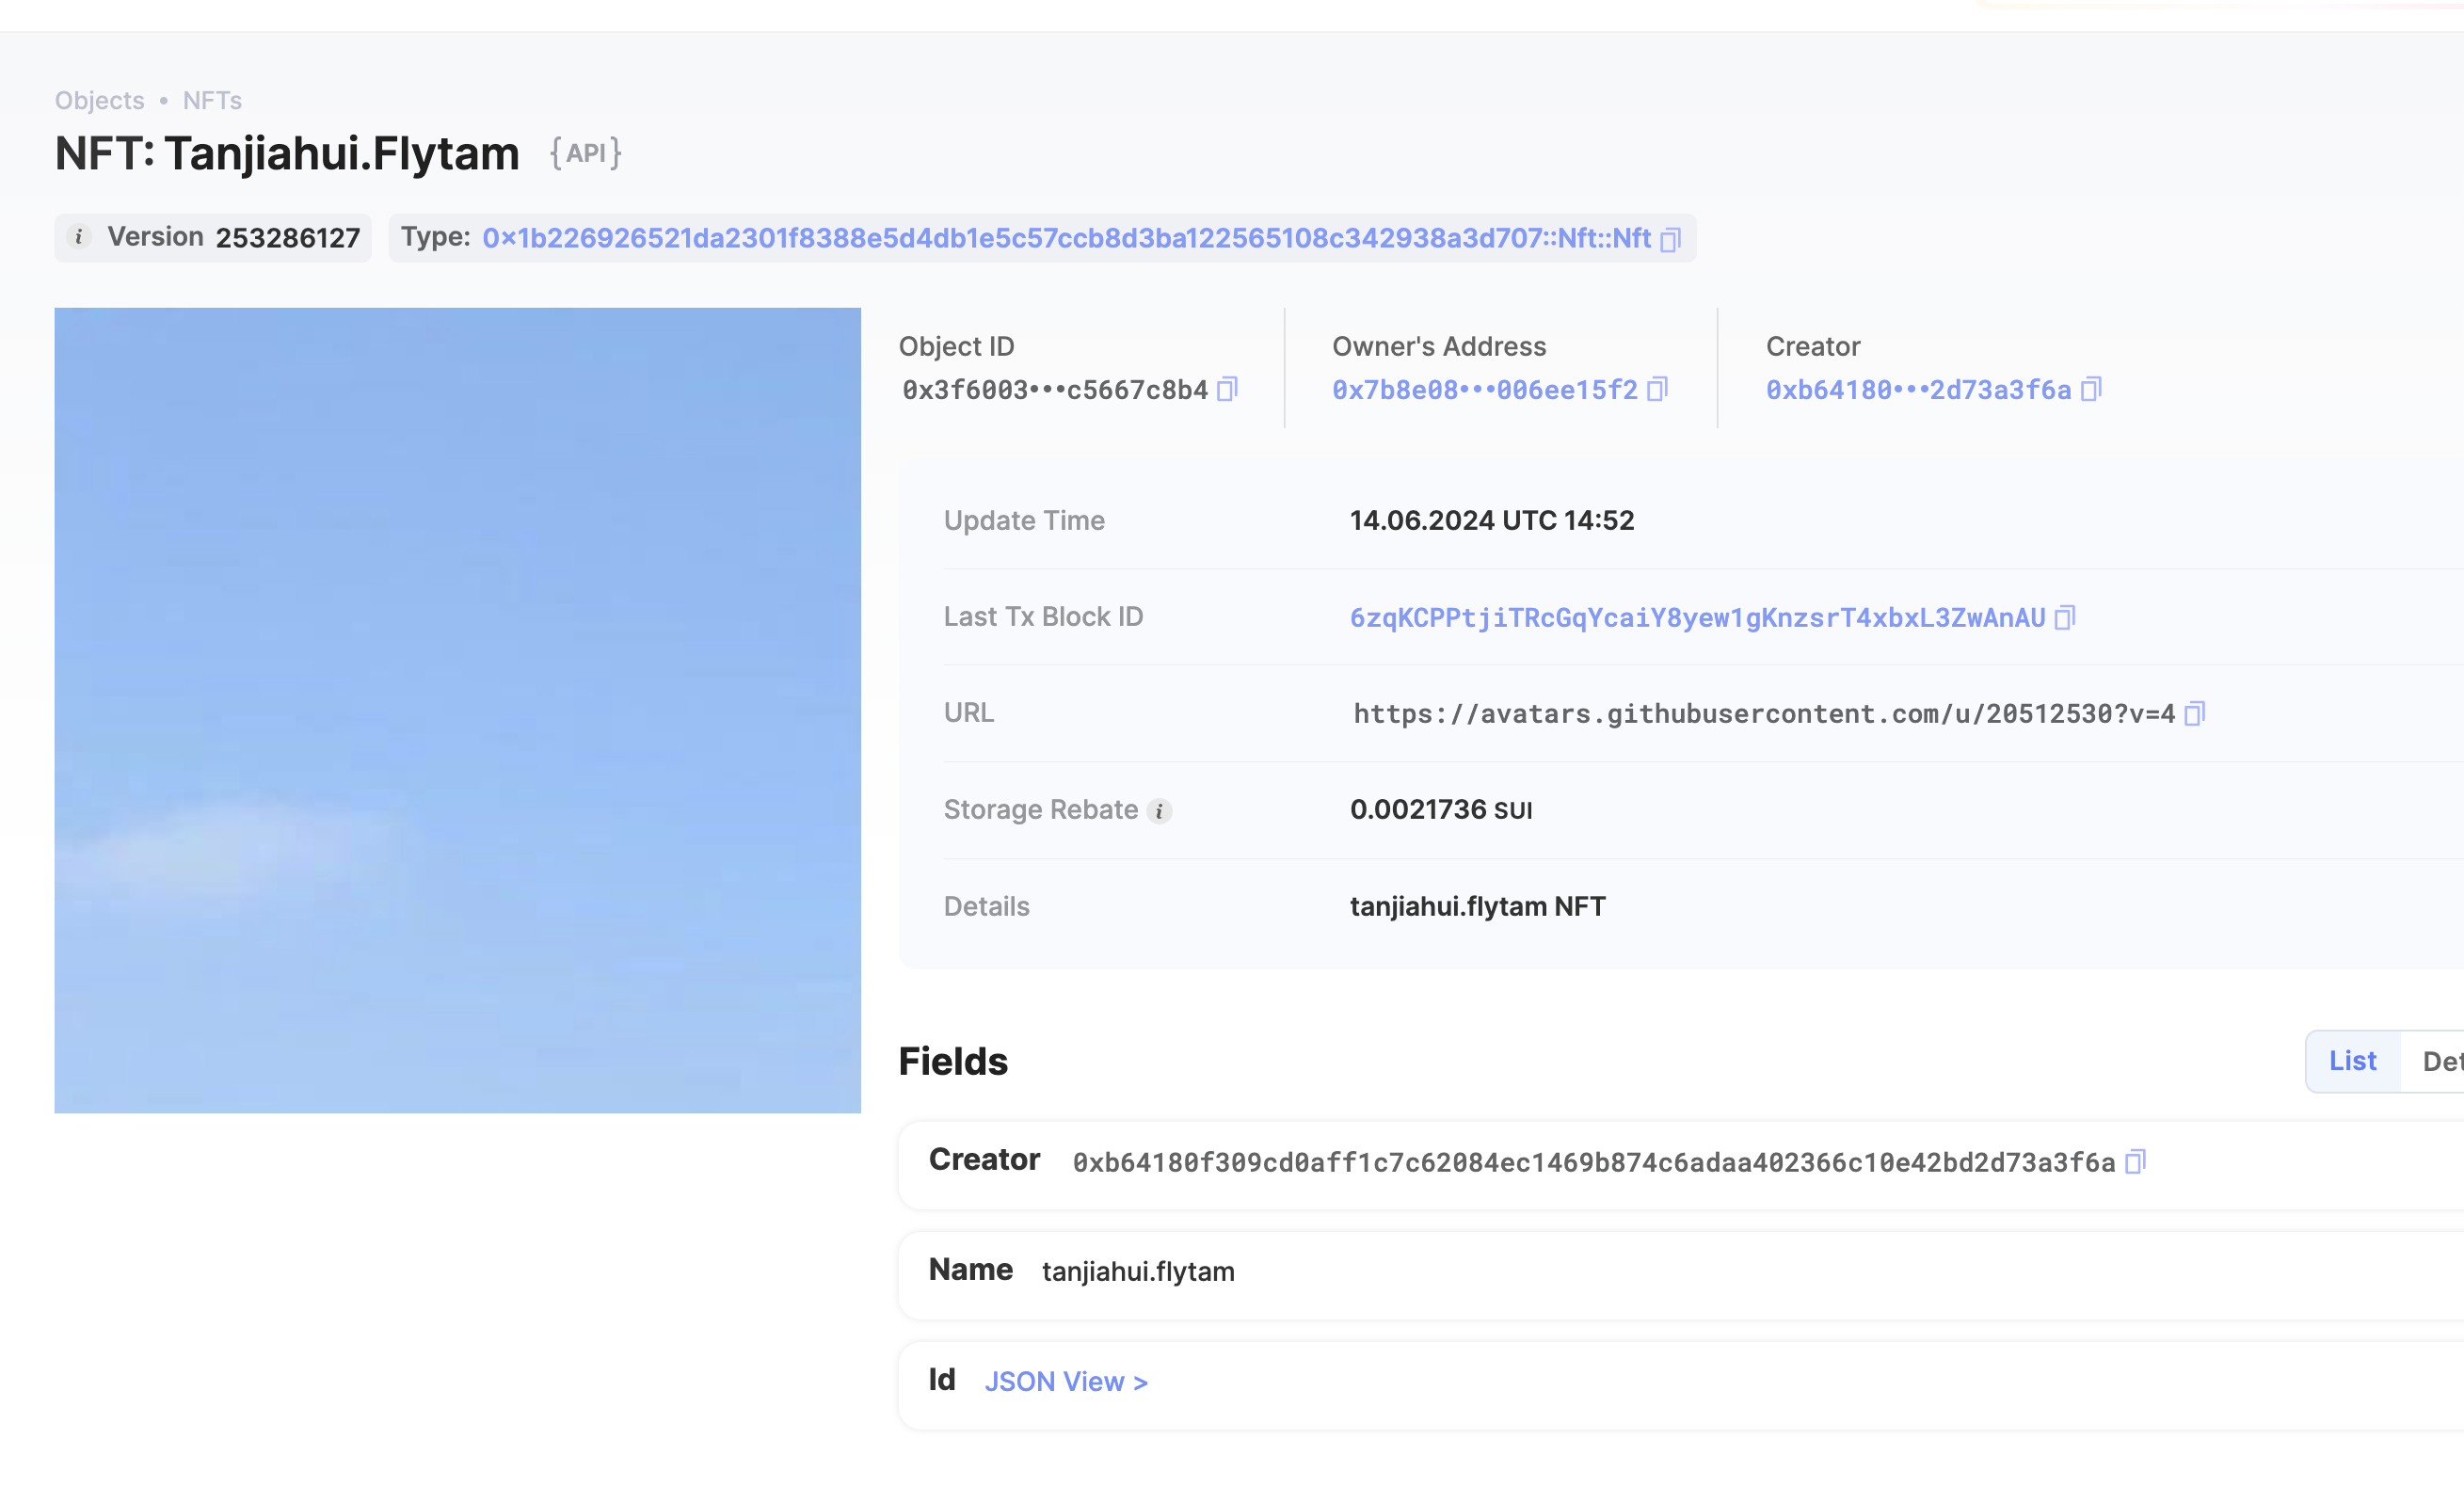 Objects • NFTs
NFT: Tanjiahui.Flytam {API}
i Version 253286127 Type: 0x1b226926521da2301f8388e5d4db1e5c57ccb8d3ba122565108c342938a3d707::Nft::Nft
Object ID Owner's Address Creator
0x3f6003•••c5667c8b4 0x7b8e08•••006ee15f2 0xb64180•••2d73a3f6a
Update Time 14.06.2024 UTC 14:52
Last Tx Block ID 6zqKCPPtjiTRcGqYcaiY8yew1gKnzsrT4xbxL3ZwAnAU
URL https://avatars.githubusercontent.com/u/20512530?v=4
Storage Rebate i 0.0021736 SUI
Details tanjiahui.flytam NFT
Fields List Det
Creator 0xb64180f309cd0aff1c7c62084ec1469b874c6adaa402366c10e42bd2d73a3f6a
Name tanjiahui.flytam
Id JSON View >